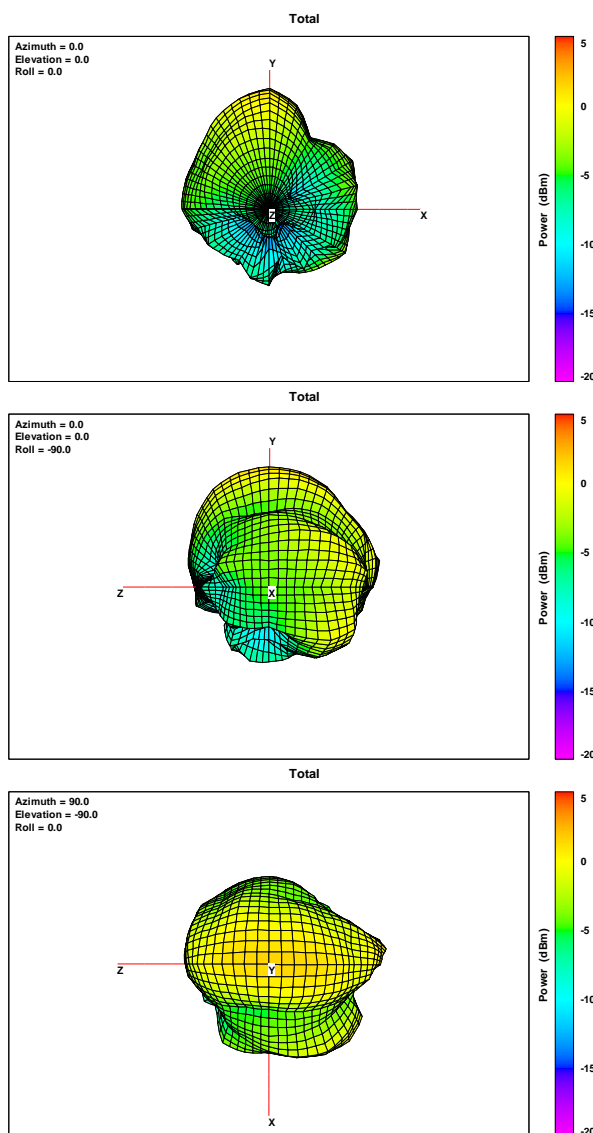 Total
Azimuth = 0.0
Elevation = 0.0
Roll = 0.0
Y
Z
X
Power (dBm)
5
0
-5
-10
-15
-20
Total
Azimuth = 0.0
Elevation = 0.0
Roll = -90.0
Y
Z
X
Power (dBm)
5
0
-5
-10
-15
-20
Total
Azimuth = 90.0
Elevation = -90.0
Roll = 0.0
Z
Y
X
Power (dBm)
5
0
-5
-10
-15
-20